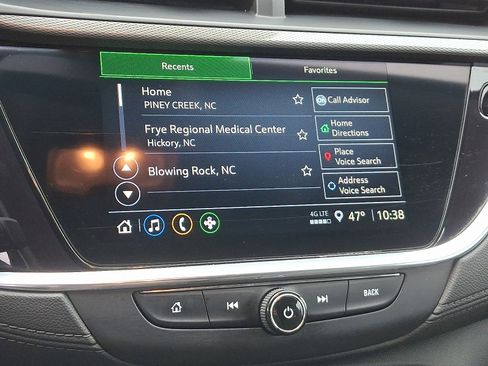 Recents
Favorites
Home
PINEY CREEK, NC
Call Advisor
Frye Regional Medical Center
Hickory, NC
Home
Directions
Place
Voice Search
Blowing Rock, NC
Address
Voice Search
4G LTE
47°
10:38
BACK